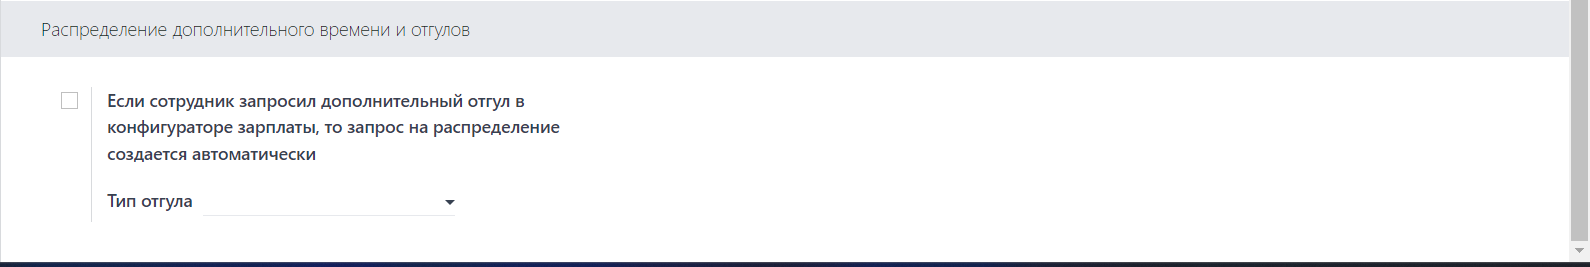 Распределение дополнительного времени и отгулов
Если сотрудник запросил дополнительный отгул в
конфигураторе зарплаты, то запрос на распределение
создается автоматически
Тип отгула